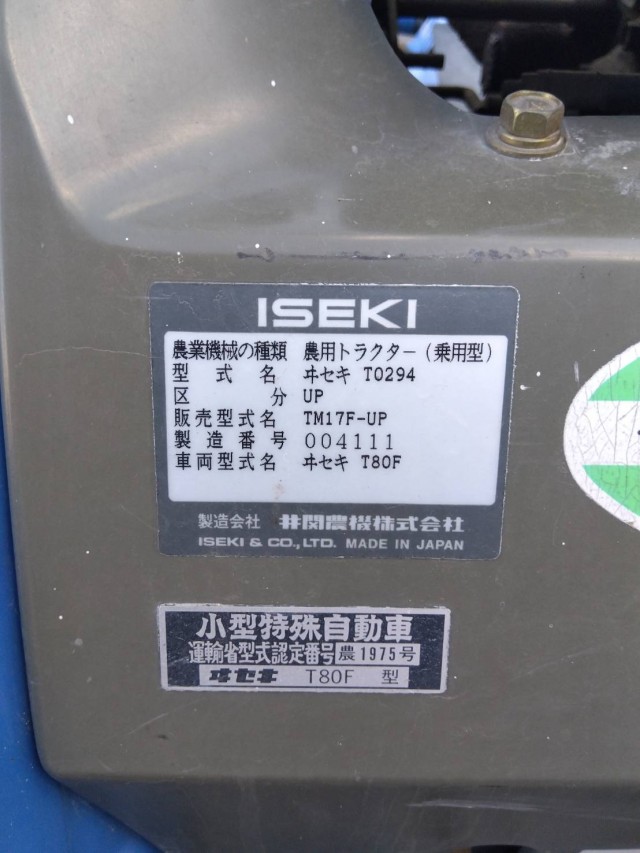 ISEKI
農業機械の種類 農用トラクター(乗用型)
型式名 ヰセキ T0294
区分 UP
販売型式名 TM17F-UP
製造番号 004111
車両型式名 ヰセキ T80F
製造会社 井関農機株式会社
ISEKI & CO., LTD. MADE IN JAPAN
小型特殊自動車
運輸省型式認定番号 農1975号
ヰセキ T80F 型